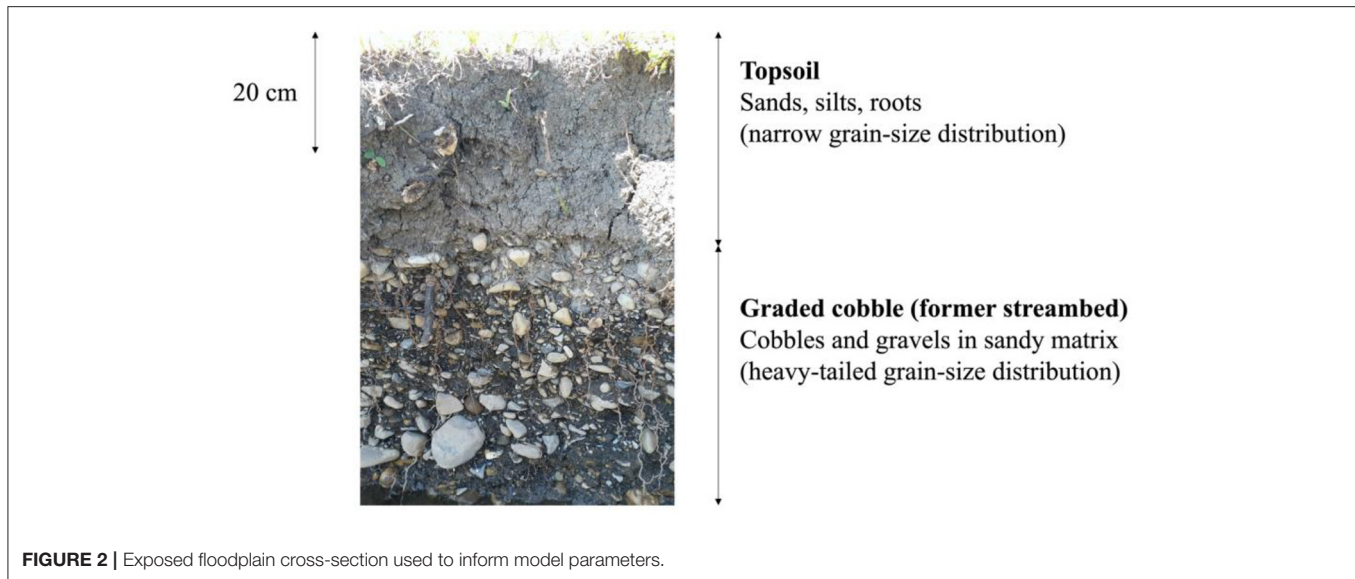 20 cm
Topsoil
Sands, silts, roots
(narrow grain-size distribution)
Graded cobble (former streambed)
Cobbles and gravels in sandy matrix
(heavy-tailed grain-size distribution)
FIGURE 2 | Exposed floodplain cross-section used to inform model parameters.